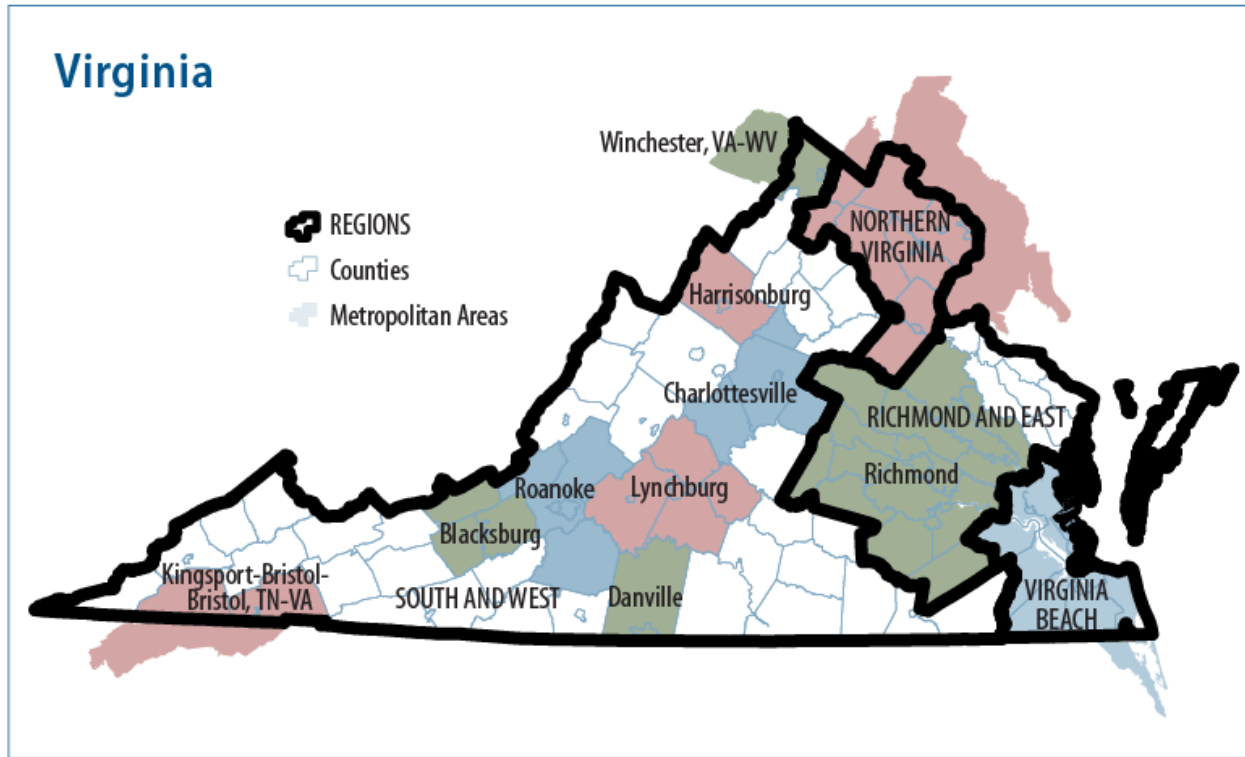 Virginia
Winchester, VA-WV
REGIONS
Counties
Metropolitan Areas
NORTHERN
VIRGINIA
Harrisonburg
Charlottesville
RICHMOND AND EAST
Richmond
Roanoke
Lynchburg
Blacksburg
Kingsport-Bristol-
Bristol, TN-VA
SOUTH AND WEST
Danville
VIRGINIA
BEACH